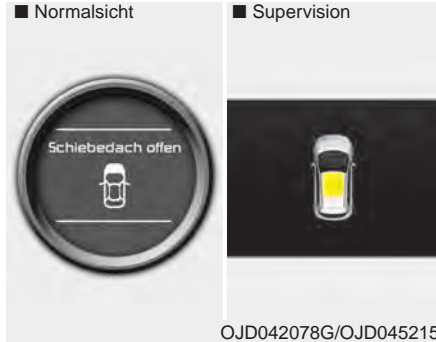 ■ Normalsicht
■ Supervision
Schiebedach offen
OJD042078G/OJD045215